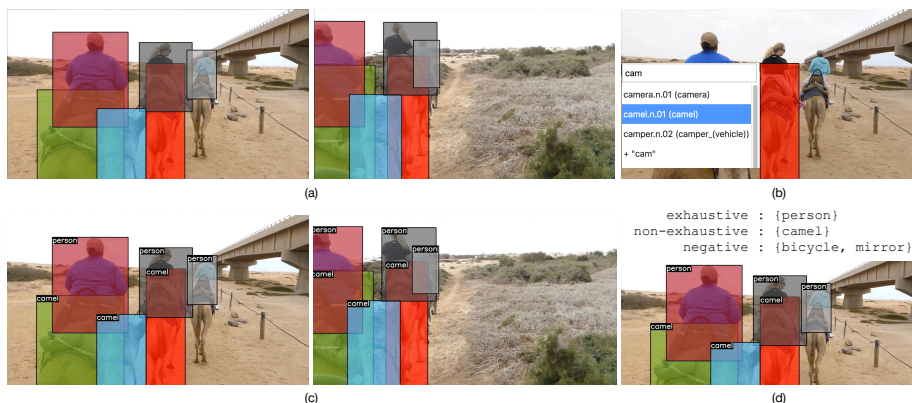 cam
camera.n.01 (camera)
camel.n.01 (camel)
camper.n.02 (camper_(vehicle))
+ "cam"
(a)
(b)
exhaustive : {person}
non-exhaustive : {camel}
negative : {bicycle, mirror}
person
person
camel
person
camel
camel
person
person
person
camel
camel
camel
person
person
camel
person
camel
camel
(c)
(d)